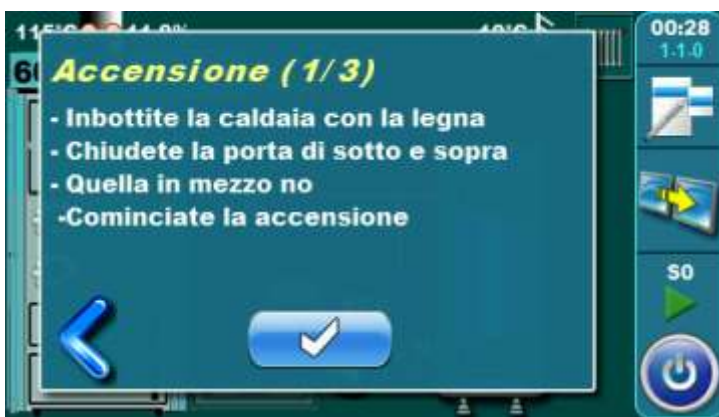 00:28
1-1-0
Accensione (1/3)
- Inbottite la caldaia con la legna
- Chiudete la porta di sotto e sopra
- Quella in mezzo no
-Cominciate la accensione
S0